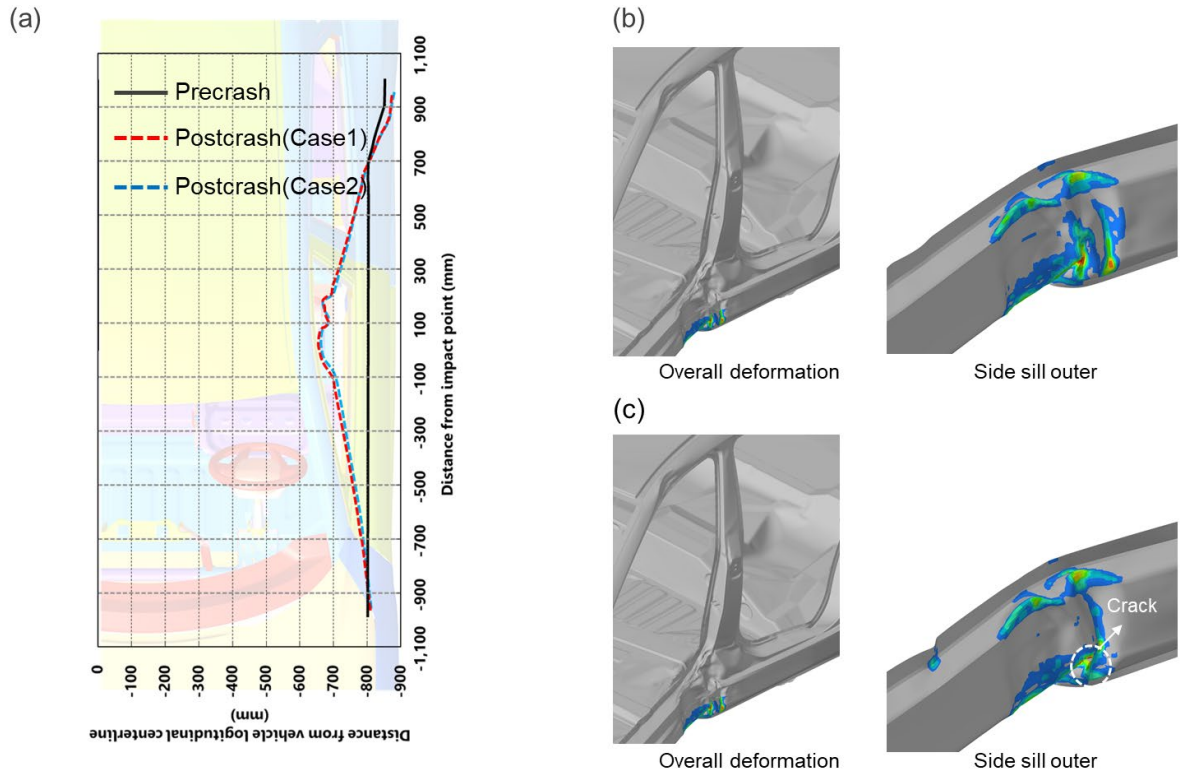 (a)
Precrash
Postcrash(Case1)
Postcrash(Case2)
1,100
900
700
500
300
100
-100
-300
-500
-700
-900
-1,100
Distance from impact point (mm)
0
-100
-200
-300
-400
-500
-600
-700
-800
-900
Distance from vehicle logitudinal centerline
(mm)
(b)
Overall deformation
Side sill outer
(c)
Crack
Overall deformation
Side sill outer